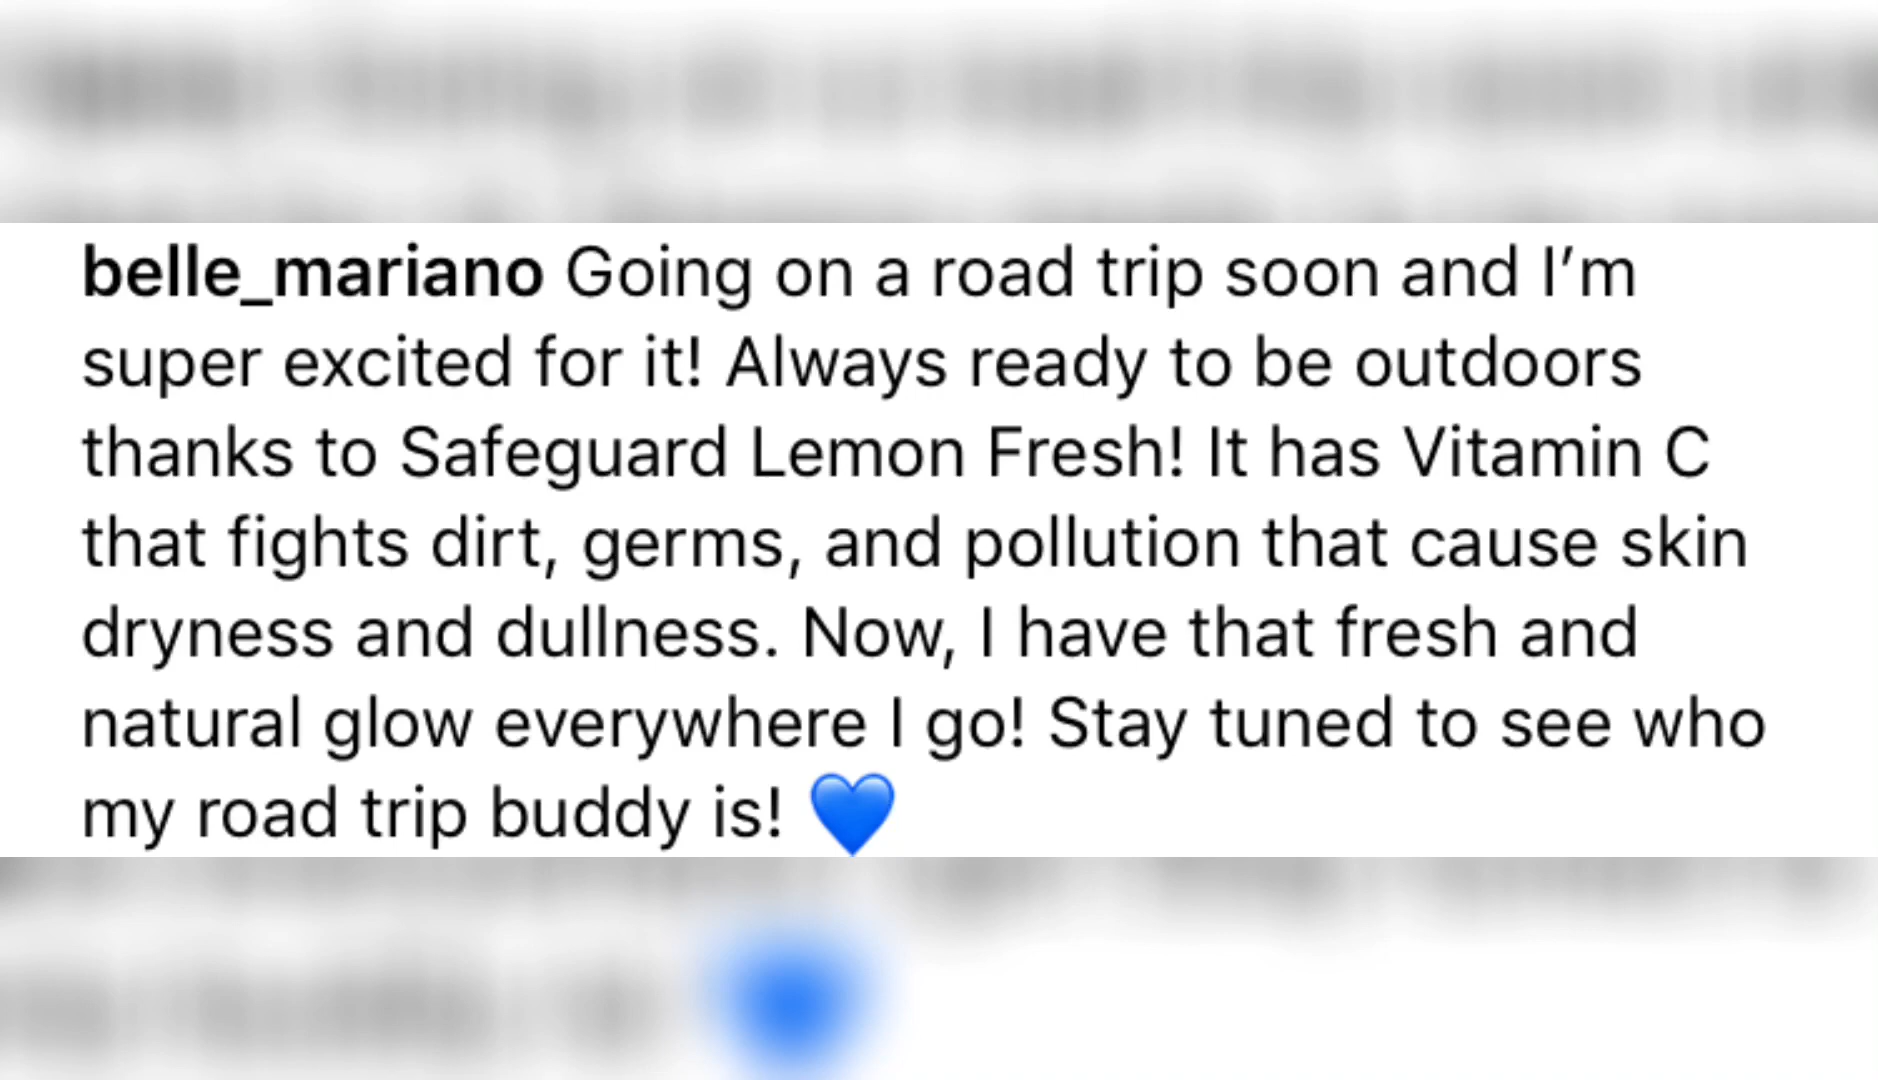 belle_mariano Going on a road trip soon and I’m
super excited for it! Always ready to be outdoors
thanks to Safeguard Lemon Fresh! It has Vitamin C
that fights dirt, germs, and pollution that cause skin
dryness and dullness. Now, I have that fresh and
natural glow everywhere I go! Stay tuned to see who
my road trip buddy is! 💙